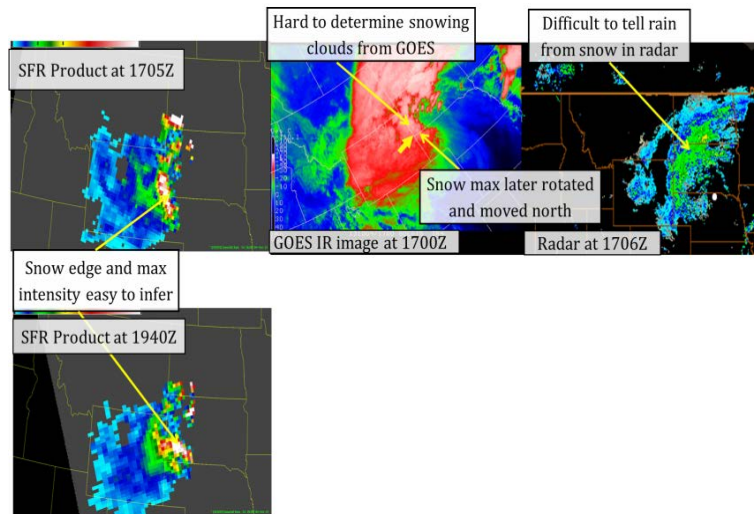 Hard to determine snowing
clouds from GOES
Difficult to tell rain
from snow in radar
SFR Product at 1705Z
Snow max later rotated
and moved north
GOES IR image at 1700Z
Radar at 1706Z
Snow edge and max
intensity easy to infer
SFR Product at 1940Z